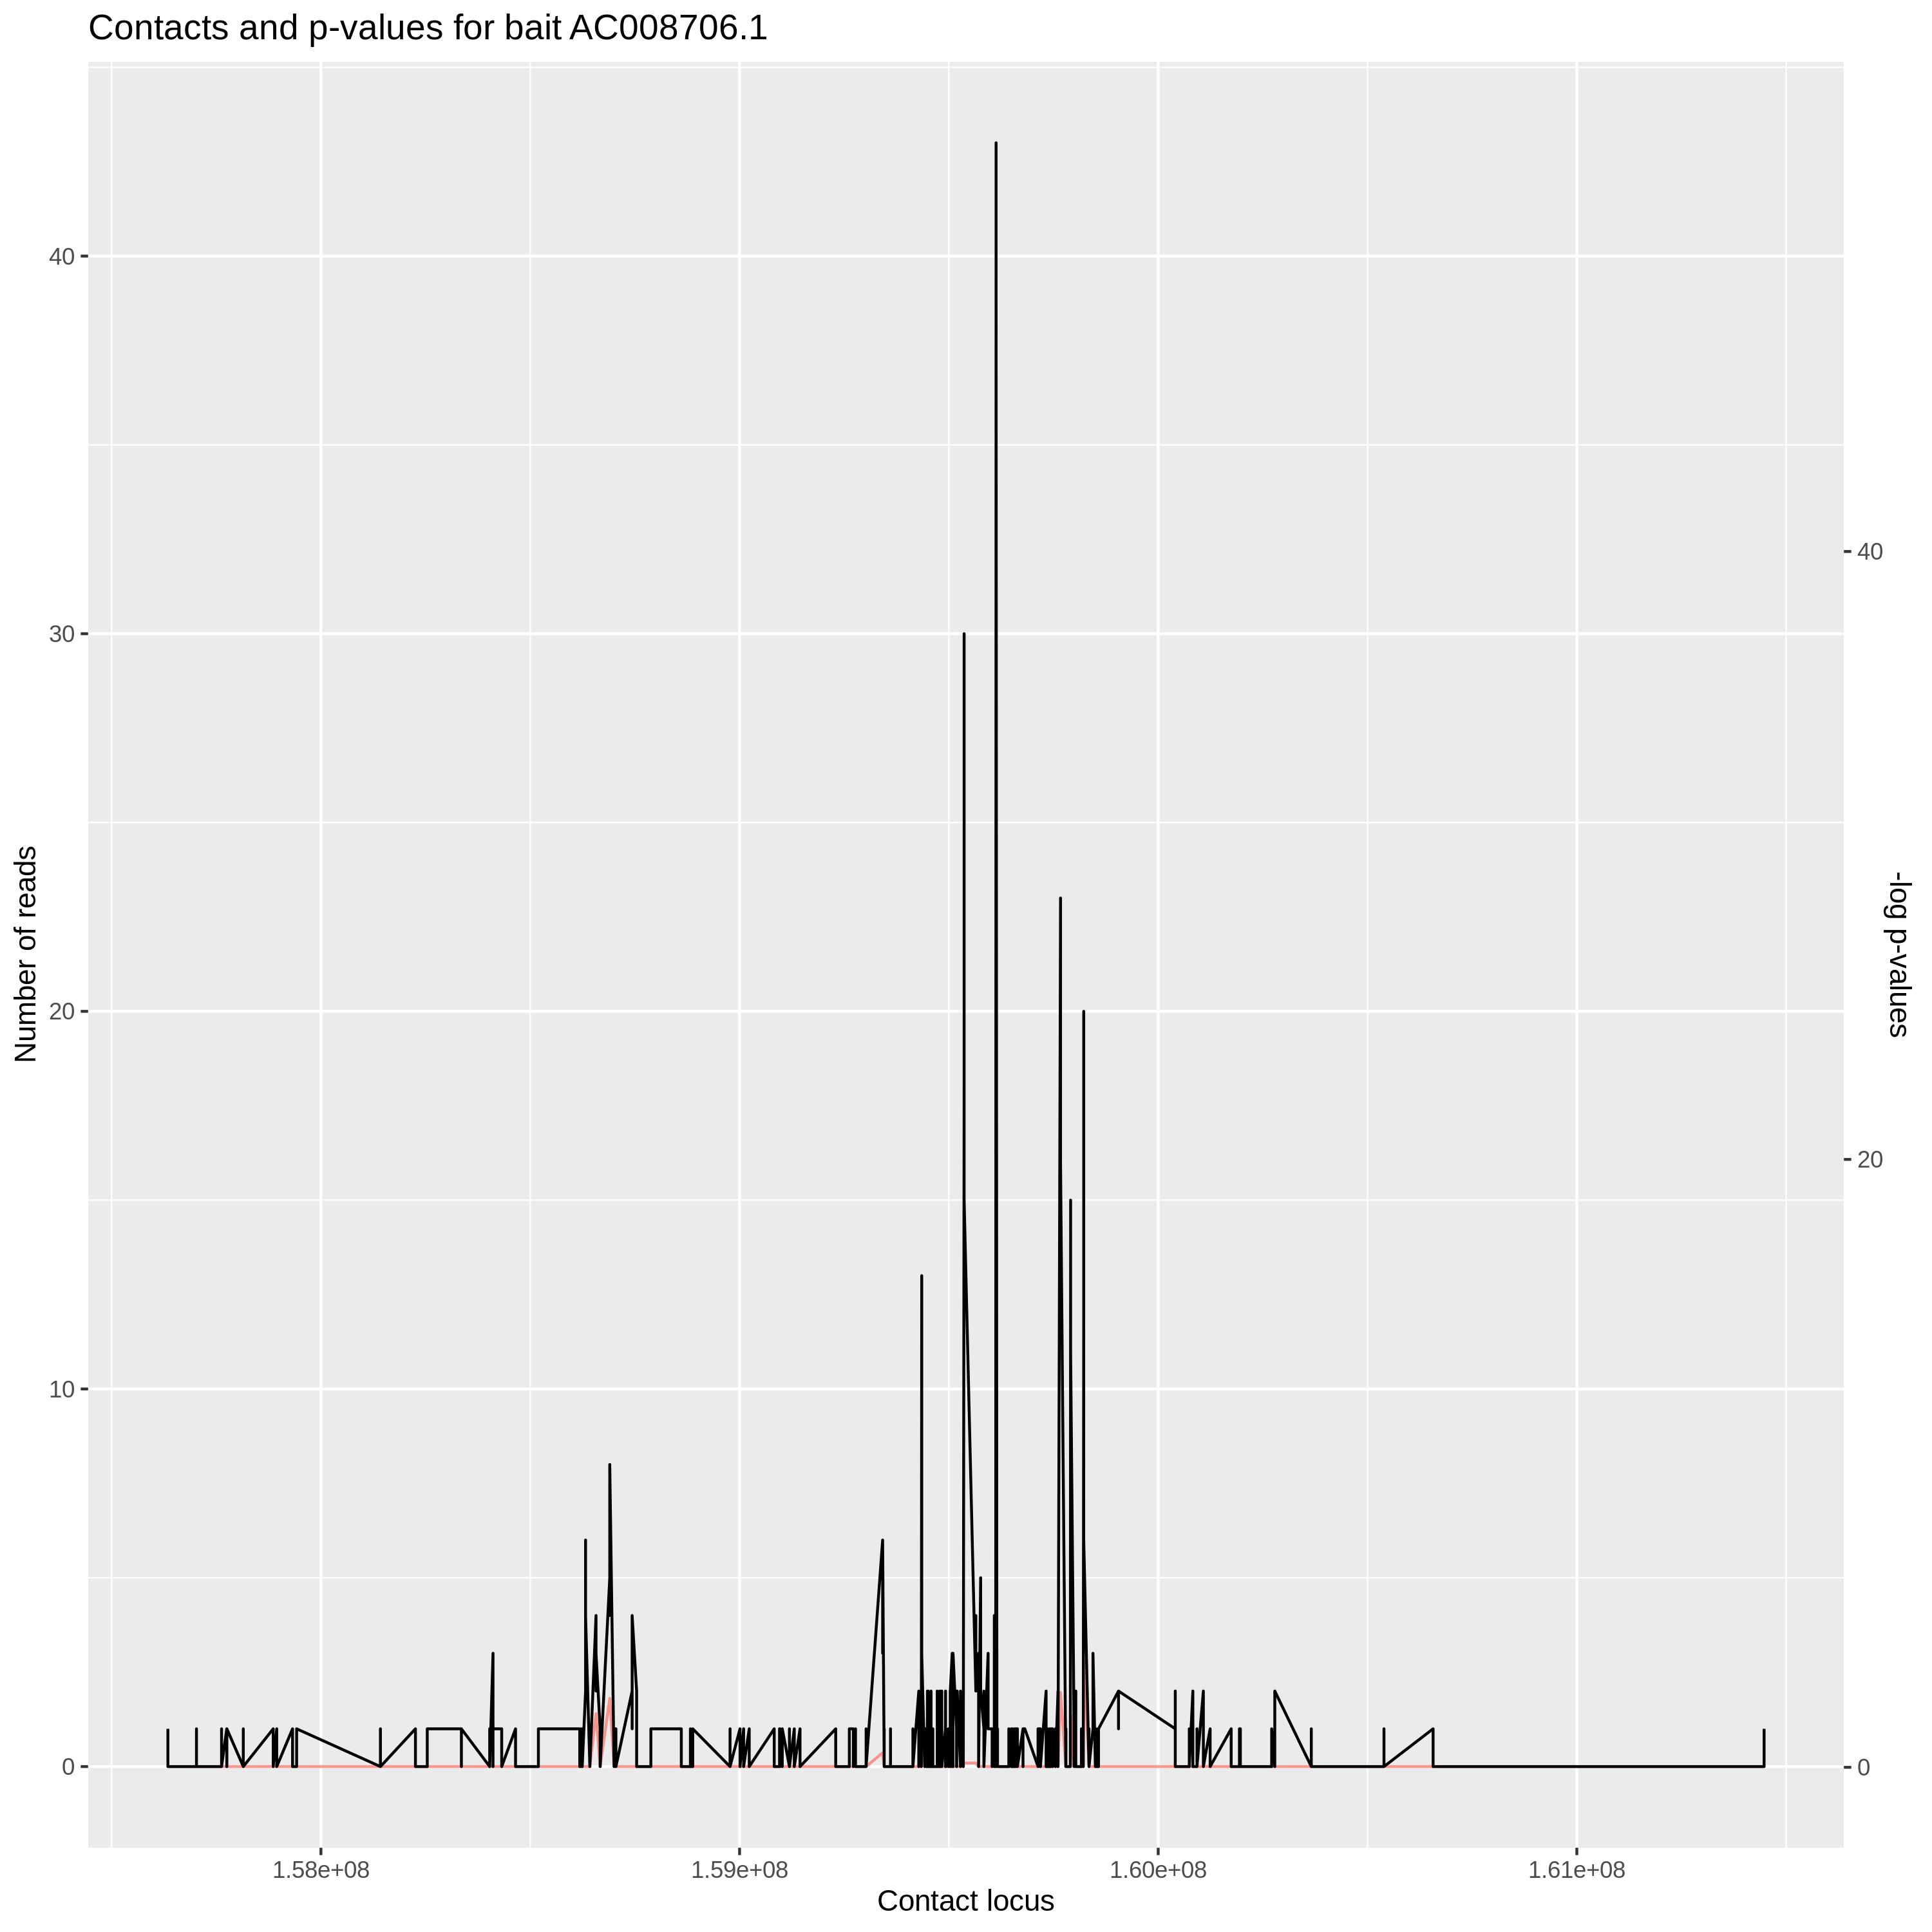 Contacts and p-values for bait AC008706.1
40
30
20
10
0
Number of reads
40
20
0
-log p-values
1.58e+08
1.59e+08
1.60e+08
1.61e+08
Contact locus